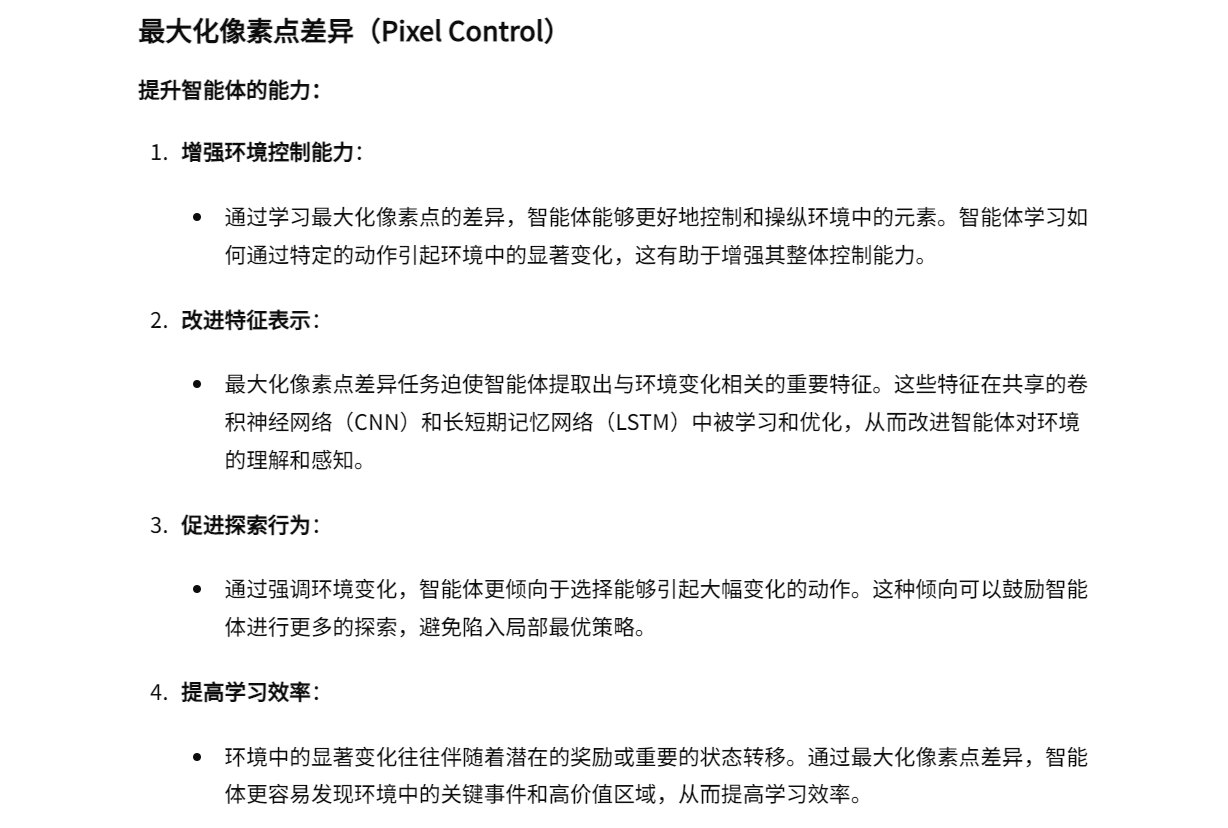 最大化像素点差异（Pixel Control）
提升智能体的能力：
1. 增强环境控制能力：
• 通过学习最大化像素点的差异，智能体能够更好地控制和操纵环境中的元素。智能体学习如
何通过特定的动作引起环境中的显著变化，这有助于增强其整体控制能力。
2. 改进特征表示：
• 最大化像素点差异任务迫使智能体提取出与环境变化相关的重要特征。这些特征在共享的卷
积神经网络（CNN）和长短期记忆网络（LSTM）中被学习和优化，从而改进智能体对环境
的理解和感知。
3. 促进探索行为：
• 通过强调环境变化，智能体更倾向于选择能够引起大幅变化的动作。这种倾向可以鼓励智能
体进行更多的探索，避免陷入局部最优策略。
4. 提高学习效率：
• 环境中的显著变化往往伴随着潜在的奖励或重要的状态转移。通过最大化像素点差异，智能
体更容易发现环境中的关键事件和高价值区域，从而提高学习效率。